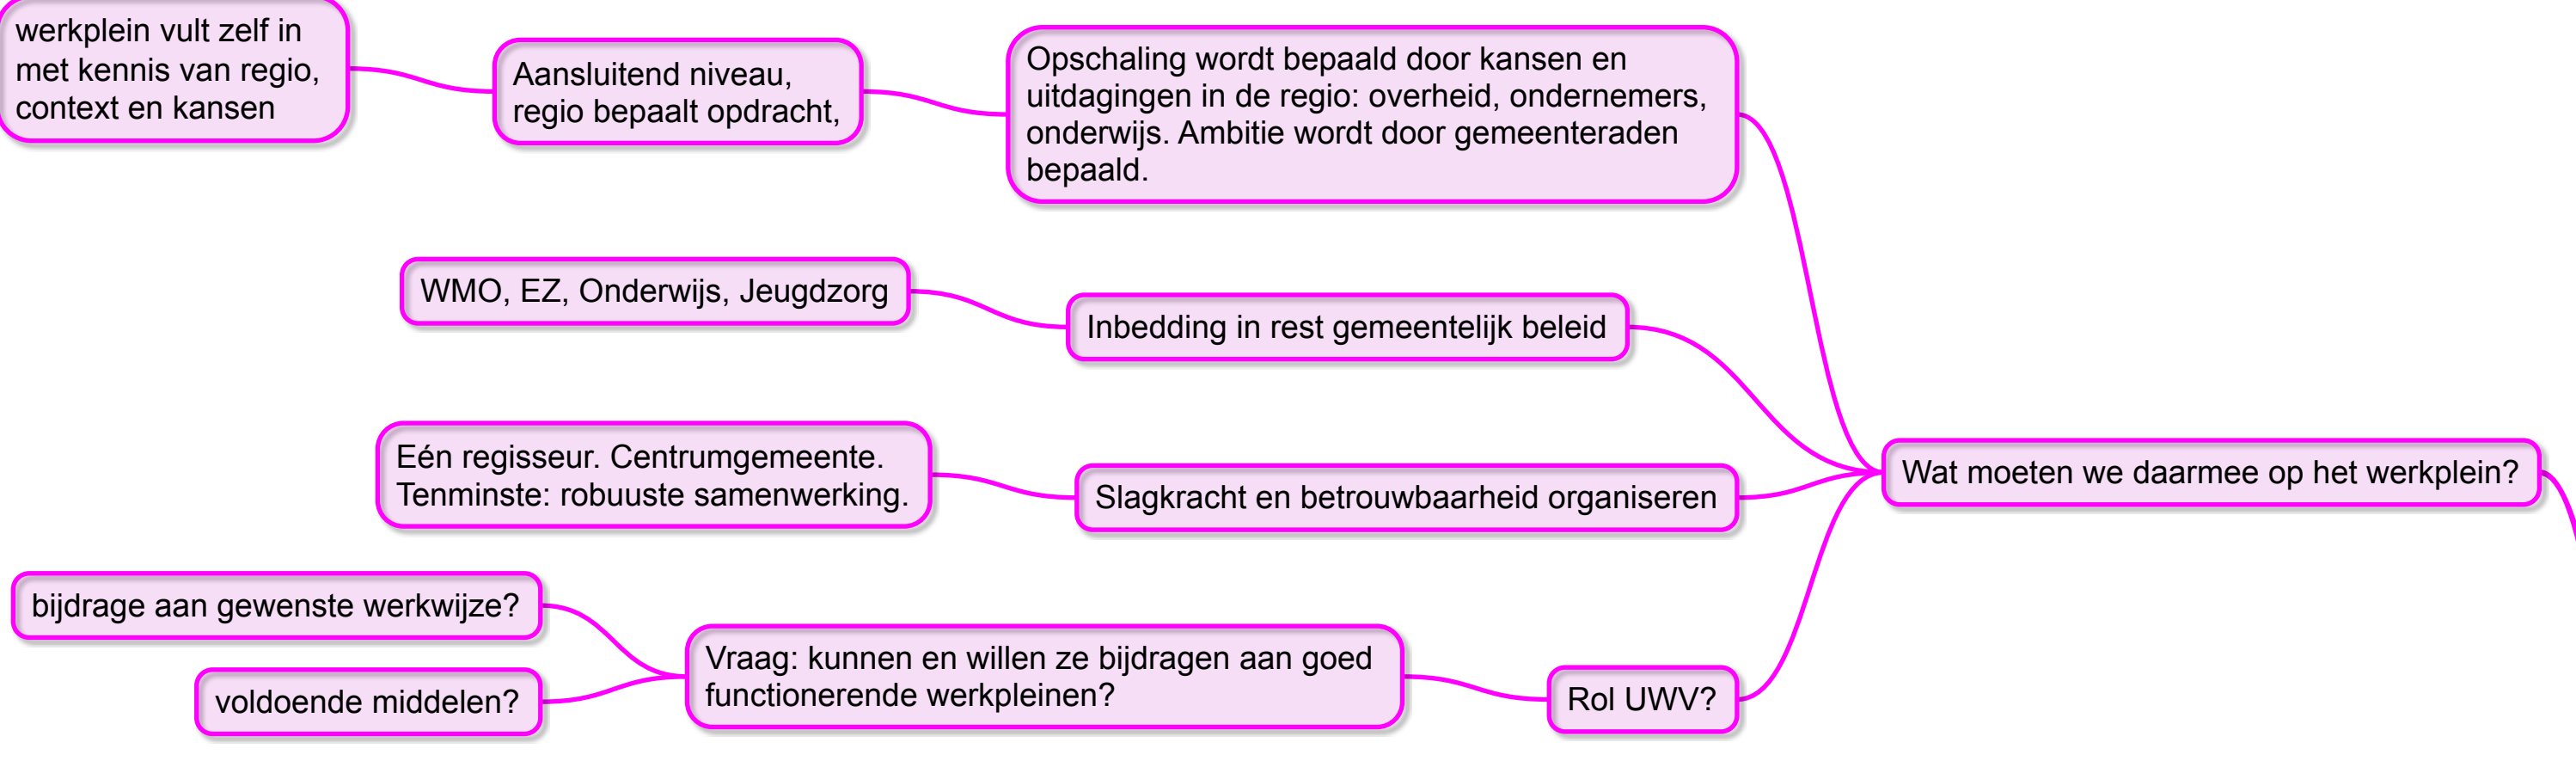 werkplein vult zelf in
met kennis van regio,
context en kansen
Aansluitend niveau,
regio bepaalt opdracht,
Opschaling wordt bepaald door kansen en
uitdagingen in de regio: overheid, ondernemers,
onderwijs. Ambitie wordt door gemeenteraden
bepaald.
WMO, EZ, Onderwijs, Jeugdzorg
Inbedding in rest gemeentelijk beleid
Eén regisseur. Centrumgemeente.
Tenminste: robuuste samenwerking.
Slagkracht en betrouwbaarheid organiseren
Wat moeten we daarmee op het werkplein?
bijdrage aan gewenste werkwijze?
voldoende middelen?
Vraag: kunnen en willen ze bijdragen aan goed
functionerende werkpleinen?
Rol UWV?